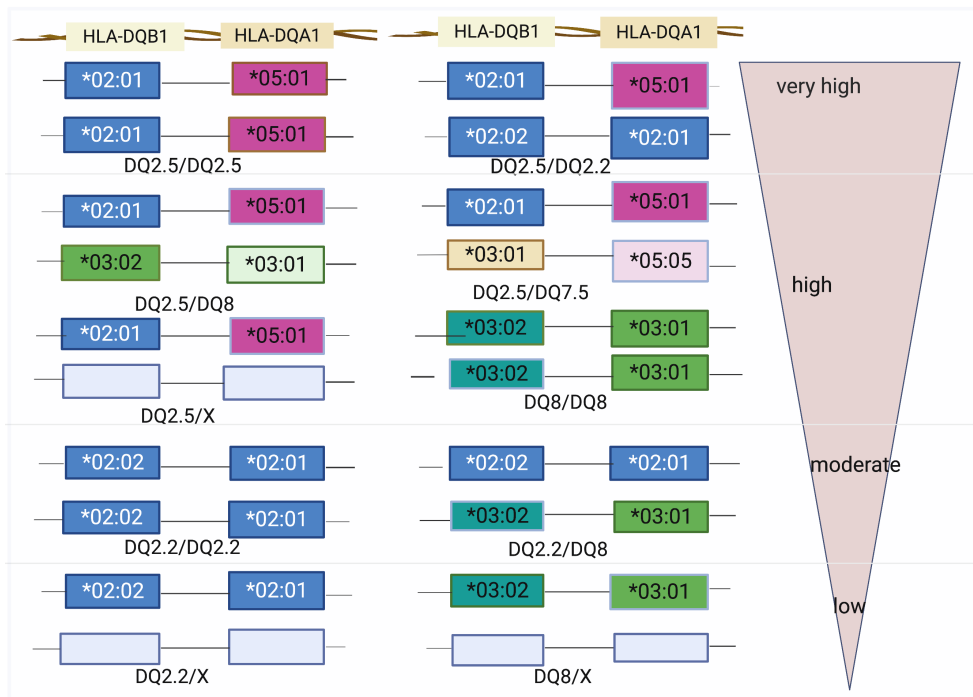 HLA-DQB1 HLA-DQA1 HLA-DQB1 HLA-DQA1
*02:01 *05:01 *02:01 *05:01 very high
*02:01 *05:01 *02:02 *02:01
DQ2.5/DQ2.5 DQ2.5/DQ2.2
*02:01 *05:01 *02:01 *05:01
*03:02 *03:01 *03:01 *05:05
DQ2.5/DQ8 DQ2.5/DQ7.5 high
*02:01 *05:01 *03:02 *03:01
*03:02 *03:01
DQ2.5/X DQ8/DQ8
*02:02 *02:01 *02:02 *02:01 moderate
*02:02 *02:01 *03:02 *03:01
DQ2.2/DQ2.2 DQ2.2/DQ8
*02:02 *02:01 *03:02 *03:01 low
DQ2.2/X DQ8/X